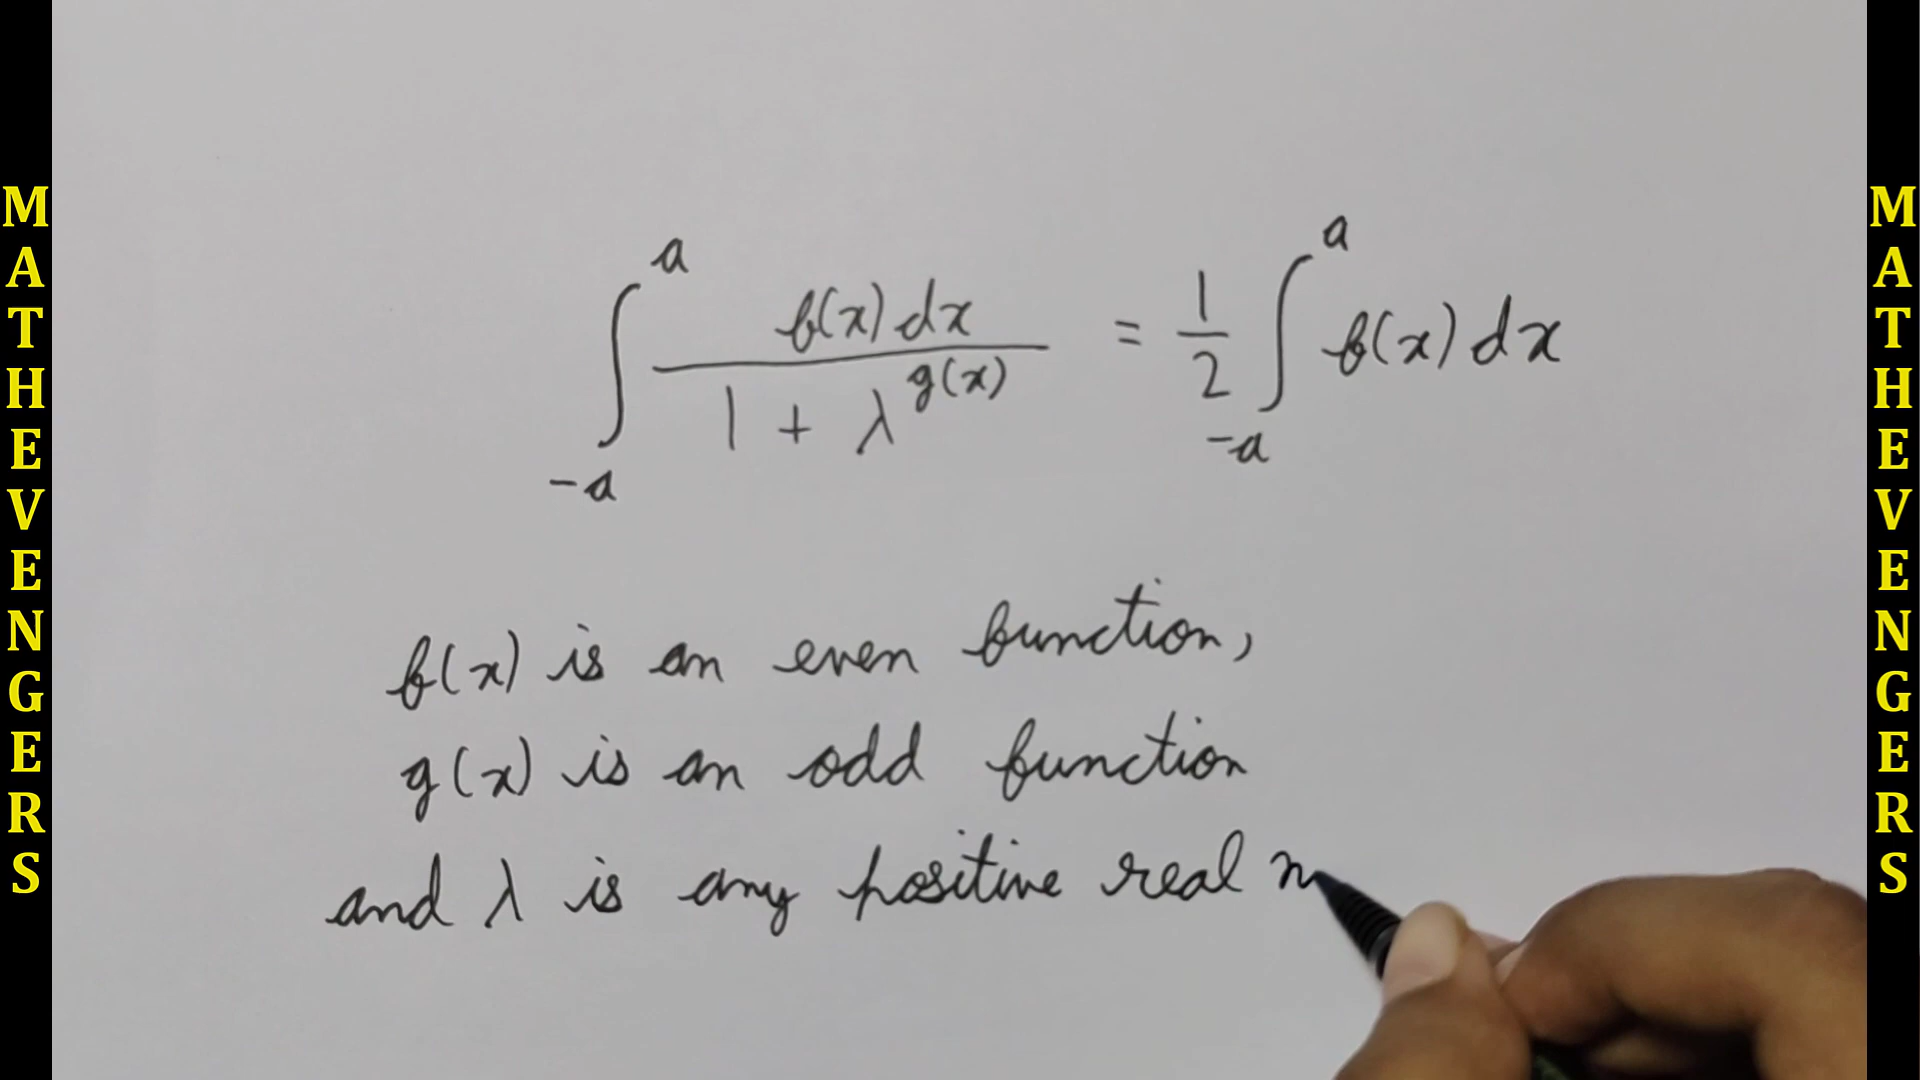 MATHEVENGERS
∫_{-a}^{a} f(x) dx / (1 + λ^{g(x)}) = 1/2 ∫_{-a}^{a} f(x) dx
f(x) is an even function,
g(x) is an odd function
and λ is any positive real n
MATHEVENGERS